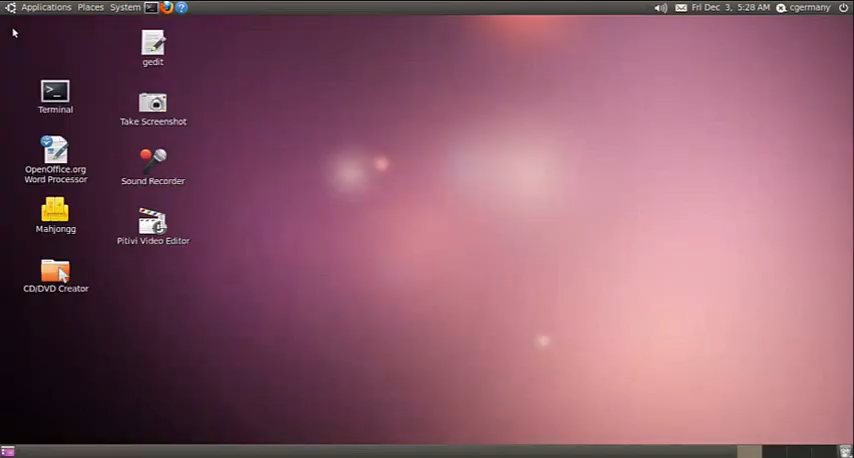 Applications Places System Fri Dec 3, 5:28 AM cgermany
gedit
Terminal
Take Screenshot
OpenOffice.org
Word Processor
Sound Recorder
Mahjongg
Pitivi Video Editor
CD/DVD Creator